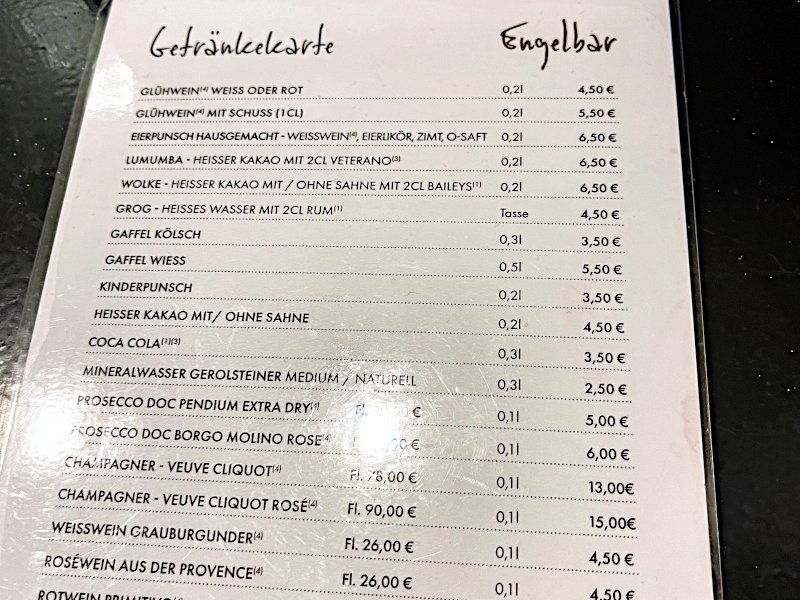 Getränkekarte Engelbar
GLÜHWEIN(4) WEISS ODER ROT 0,2l 4,50 €
GLÜHWEIN(4) MIT SCHUSS (1CL) 0,2l 5,50 €
EIERPUNSCH HAUSGEMACHT - WEISSWEIN(4), EIERLIKÖR, ZIMT, O-SAFT 0,2l 6,50 €
LUMUMBA - HEISSER KAKAO MIT 2CL VETERANO(3) 0,2l 6,50 €
WOLKE - HEISSER KAKAO MIT / OHNE SAHNE MIT 2CL BAILEYS(1) 0,2l 6,50 €
GROG - HEISSES WASSER MIT 2CL RUM(1) Tasse 4,50 €
GAFFEL KÖLSCH 0,3l 3,50 €
GAFFEL WIESS 0,5l 5,50 €
KINDERPUNSCH 0,2l 3,50 €
HEISSER KAKAO MIT/ OHNE SAHNE 0,2l 4,50 €
COCA COLA(1)(3) 0,3l 3,50 €
MINERALWASSER GEROLSTEINER MEDIUM / NATURELL 0,3l 2,50 €
PROSECCO DOC PENDIUM EXTRA DRY(4) Fl. € 0,1l 5,00 €
PROSECCO DOC BORGO MOLINO ROSE(4) € 0,1l 6,00 €
CHAMPAGNER - VEUVE CLIQUOT(4) Fl. 78,00 € 0,1l 13,00€
CHAMPAGNER - VEUVE CLIQUOT ROSÉ(4) Fl. 90,00 € 0,1l 15,00€
WEISSWEIN GRAUBURGUNDER(4) Fl. 26,00 € 0,1l 4,50 €
ROSÉWEIN AUS DER PROVENCE(4) Fl. 26,00 € 0,1l 4,50 €
ROTWEIN PRIMITIVO